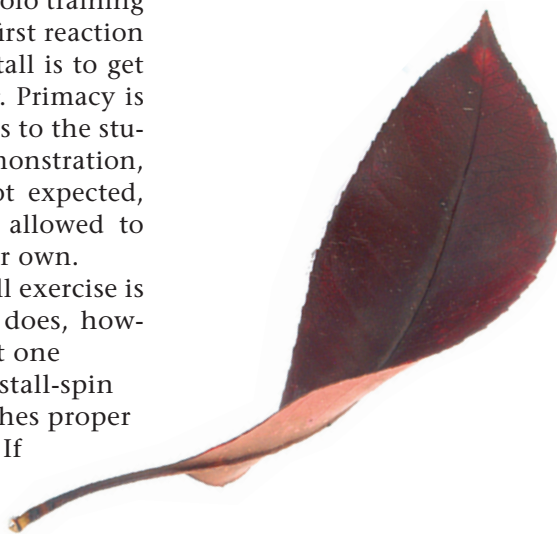 olo training
irst reaction
tall is to get
. Primacy is
s to the stu-
monstration,
ot expected,
allowed to
r own.
ll exercise is
does, how-
t one
stall-spin
hes proper
If